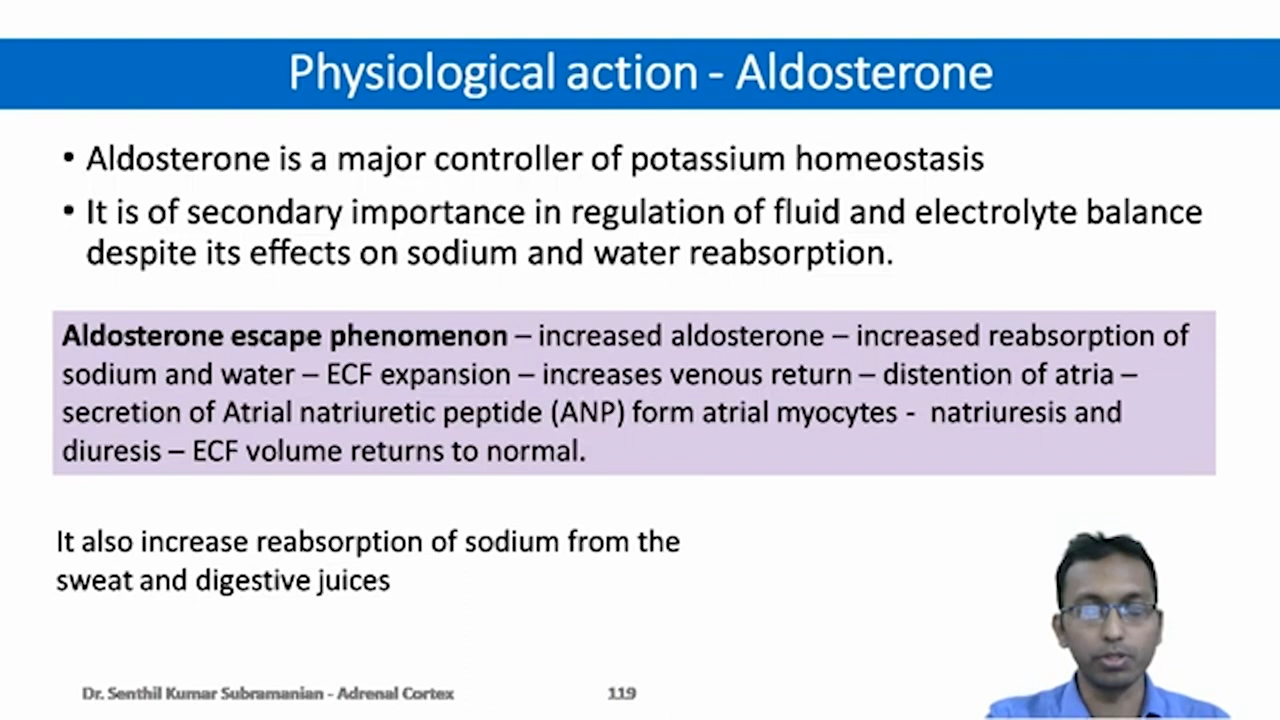 Physiological action - Aldosterone
• Aldosterone is a major controller of potassium homeostasis
• It is of secondary importance in regulation of fluid and electrolyte balance
despite its effects on sodium and water reabsorption.
Aldosterone escape phenomenon – increased aldosterone – increased reabsorption of
sodium and water – ECF expansion – increases venous return – distention of atria –
secretion of Atrial natriuretic peptide (ANP) form atrial myocytes - natriuresis and
diuresis – ECF volume returns to normal.
It also increase reabsorption of sodium from the
sweat and digestive juices
Dr. Senthil Kumar Subramanian - Adrenal Cortex
119